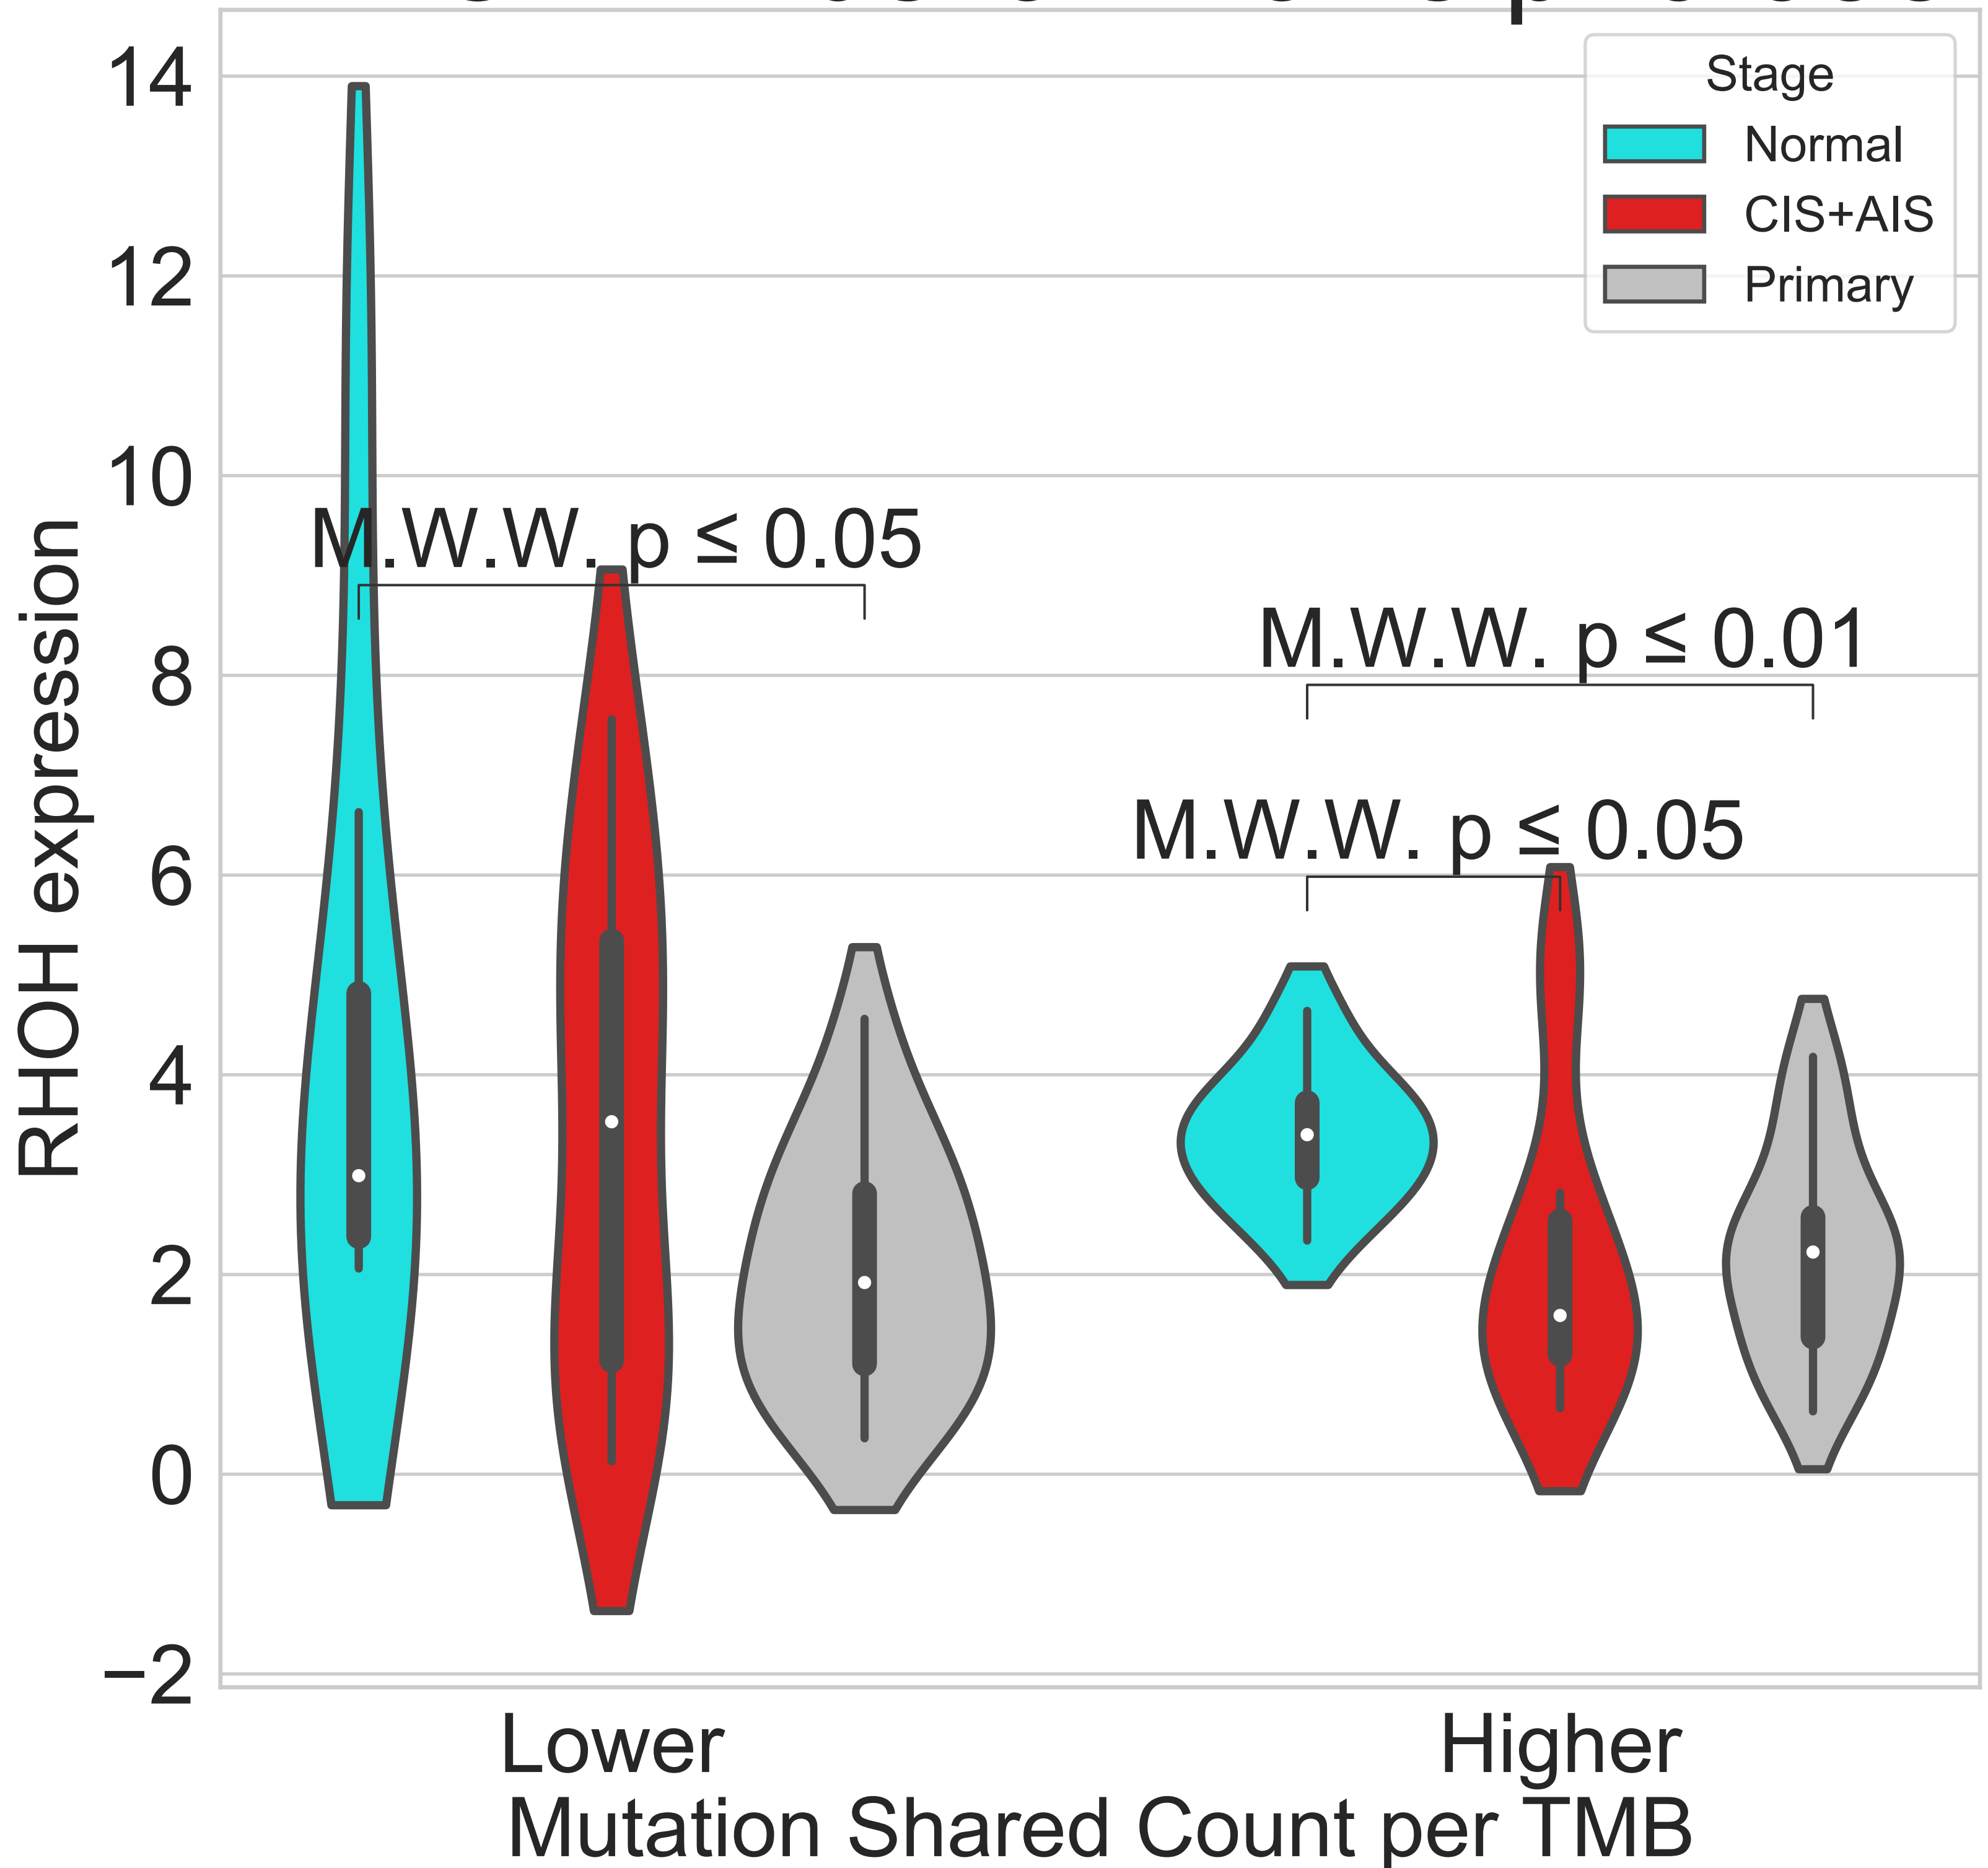 Stage
Normal
CIS+AIS
Primary
14
12
10
8
6
4
2
0
−2
RHOH expression
M.W.W. p ≤ 0.05
M.W.W. p ≤ 0.01
M.W.W. p ≤ 0.05
Lower
Higher
Mutation Shared Count per TMB